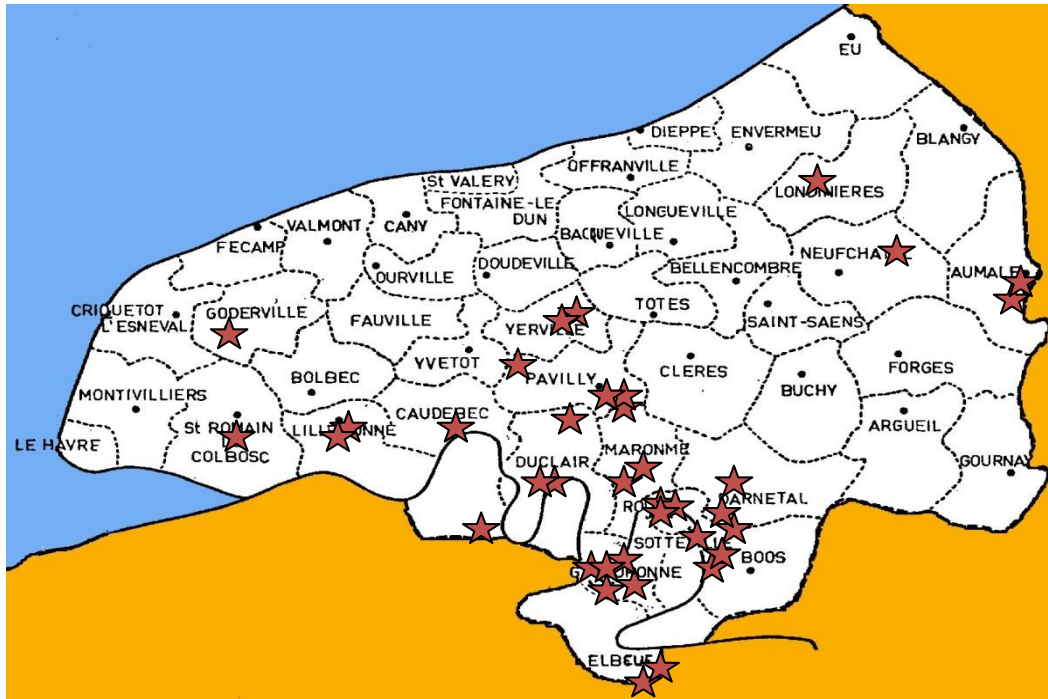 EU
DIEPPE
ENVERMEU
BLANGY
OFFRANVILLE
St VALERY
LONDINIERES
FONTAINE-LE
DUN
LONGUEVILLE
CANY
VALMONT
FECAMP
BACQUEVILLE
NEUFCHA
DOUDEVILLE
BELLENCOMBRE
AUMALE
OURVILLE
CRIQUETOT
L'ESNEVAL
GODERVILLE
TOTES
FAUVILLE
YERVILLE
SAINT-SAENS
YVETOT
CLERES
FORGES
BOLBEC
PAVILLY
BUCHY
MONTIVILLIERS
CAUDEBEC
ARGUEIL
St ROMAIN
COLBOSC
LILLEBONNE
LE HAVRE
MAROMME
DUCLAIR
GOURNAY
DARNETAL
RO
SOTTE
BOOS
ELBEUF